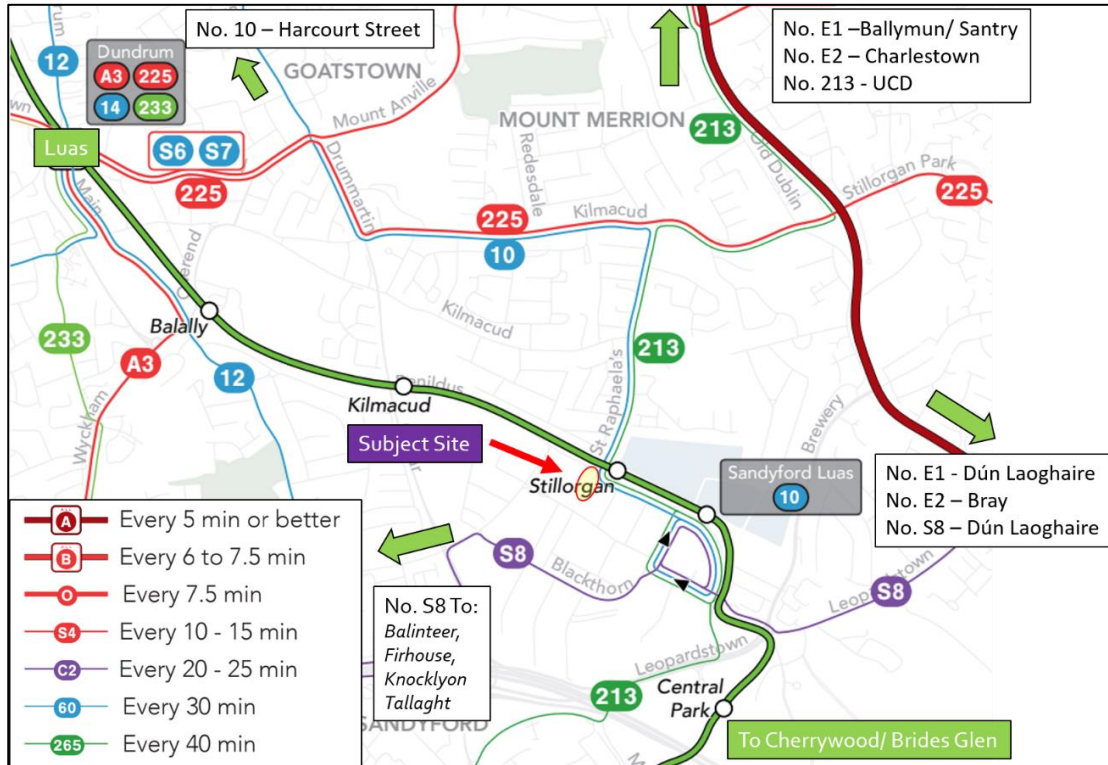 No. 10 – Harcourt Street
No. E1 –Ballymun/ Santry
No. E2 – Charlestown
No. 213 - UCD
12
Dundrum
A3 225
14 233
GOATSTOWN
Mount Anville
MOUNT MERRION
213
Old Dublin
Stillorgan Park
225
Luas
S6 S7
225
Main
Drummartin
Redesdale
225
Kilmacud
10
Balally
233
A3
12
Kilmacud
213
Wyckham
Kilmacud
St Raphaela's
Brewery
Subject Site
Stillorgan
Sandyford Luas
10
No. E1 - Dún Laoghaire
No. E2 – Bray
No. S8 – Dún Laoghaire
A Every 5 min or better
B Every 6 to 7.5 min
O Every 7.5 min
S4 Every 10 - 15 min
C2 Every 20 - 25 min
60 Every 30 min
265 Every 40 min
S8
Blackthorn
Leopardstown
S8
No. S8 To:
Balinteer,
Firhouse,
Knocklyon
Tallaght
Leopardstown
213
Central
Park
SANDYFORD
To Cherrywood/ Brides Glen